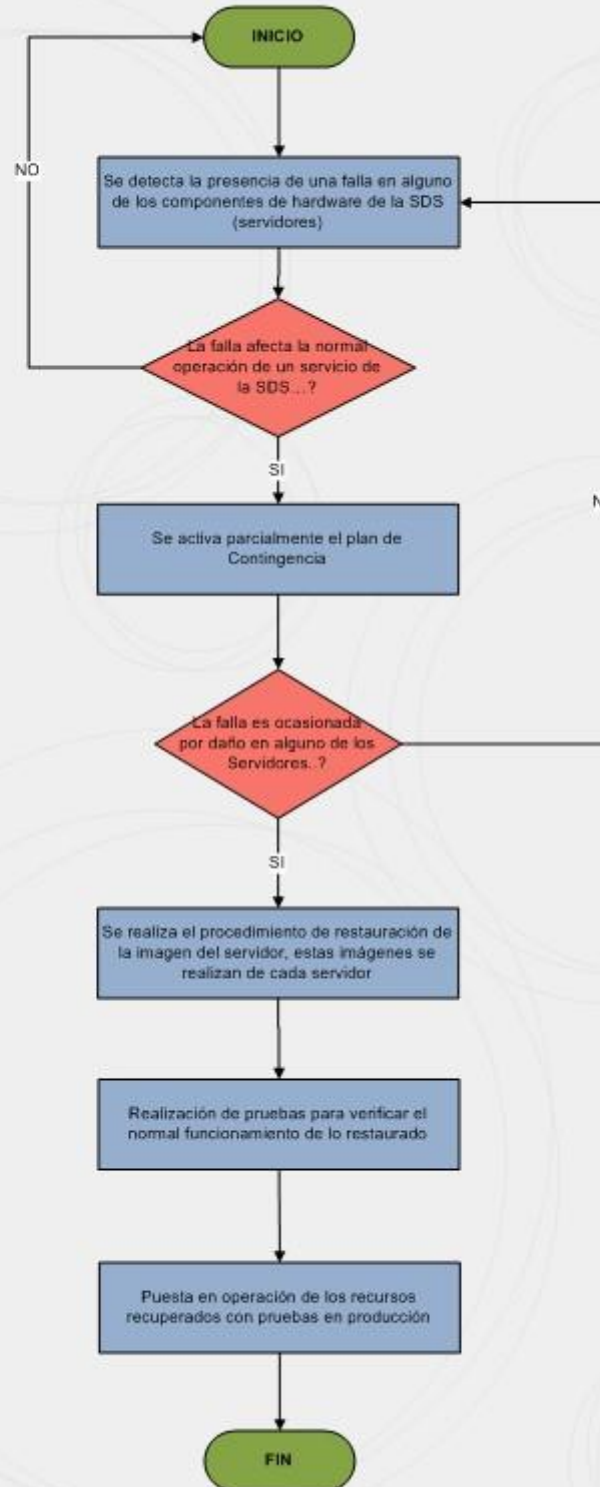 INICIO
NO
Se detecta la presencia de una falla en alguno
de los componentes de hardware de la SDS
(servidores)
La falla afecta la normal
operación de un servicio de
la SDS...?
SI
N
Se activa parcialmente el plan de
Contingencia
La falla es ocasionada
por daño en alguno de los
Servidores..?
SI
Se realiza el procedimiento de restauración de
la imagen del servidor, estas imágenes se
realizan de cada servidor
Realización de pruebas para verificar el
normal funcionamiento de lo restaurado
Puesta en operación de los recursos
recuperados con pruebas en producción
FIN